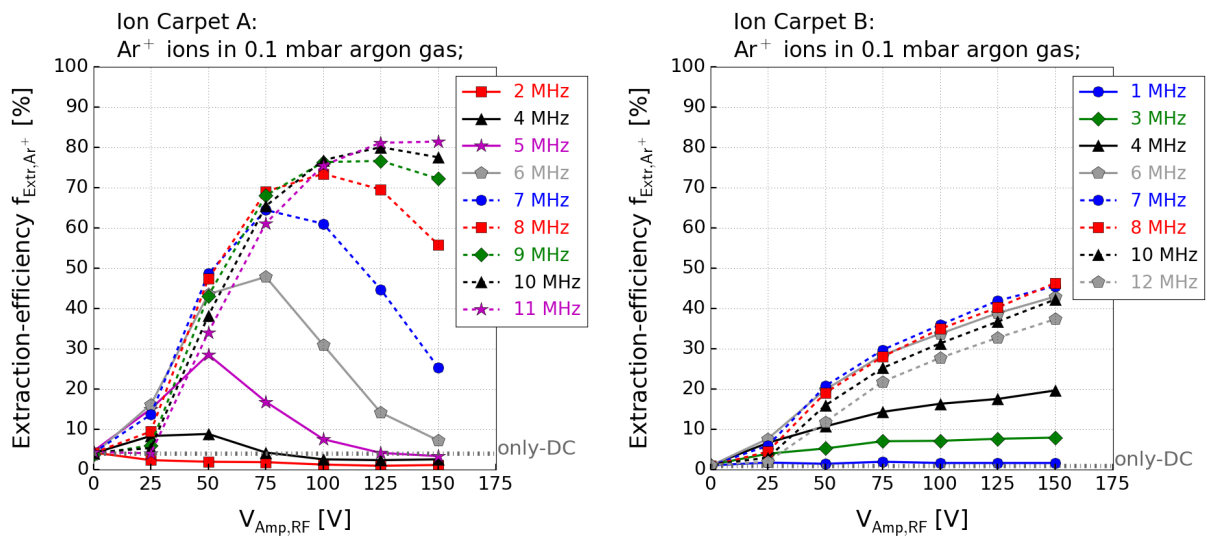 Ion Carpet A:
Ar+ ions in 0.1 mbar argon gas;
Extraction-efficiency f_Extr,Ar+ [%]
100
90
80
70
60
50
40
30
20
10
0
2 MHz
4 MHz
5 MHz
6 MHz
7 MHz
8 MHz
9 MHz
10 MHz
11 MHz
only-DC
0 25 50 75 100 125 150 175
V_Amp,RF [V]
Ion Carpet B:
Ar+ ions in 0.1 mbar argon gas;
Extraction-efficiency f_Extr,Ar+ [%]
100
90
80
70
60
50
40
30
20
10
0
1 MHz
3 MHz
4 MHz
6 MHz
7 MHz
8 MHz
10 MHz
12 MHz
only-DC
0 25 50 75 100 125 150 175
V_Amp,RF [V]